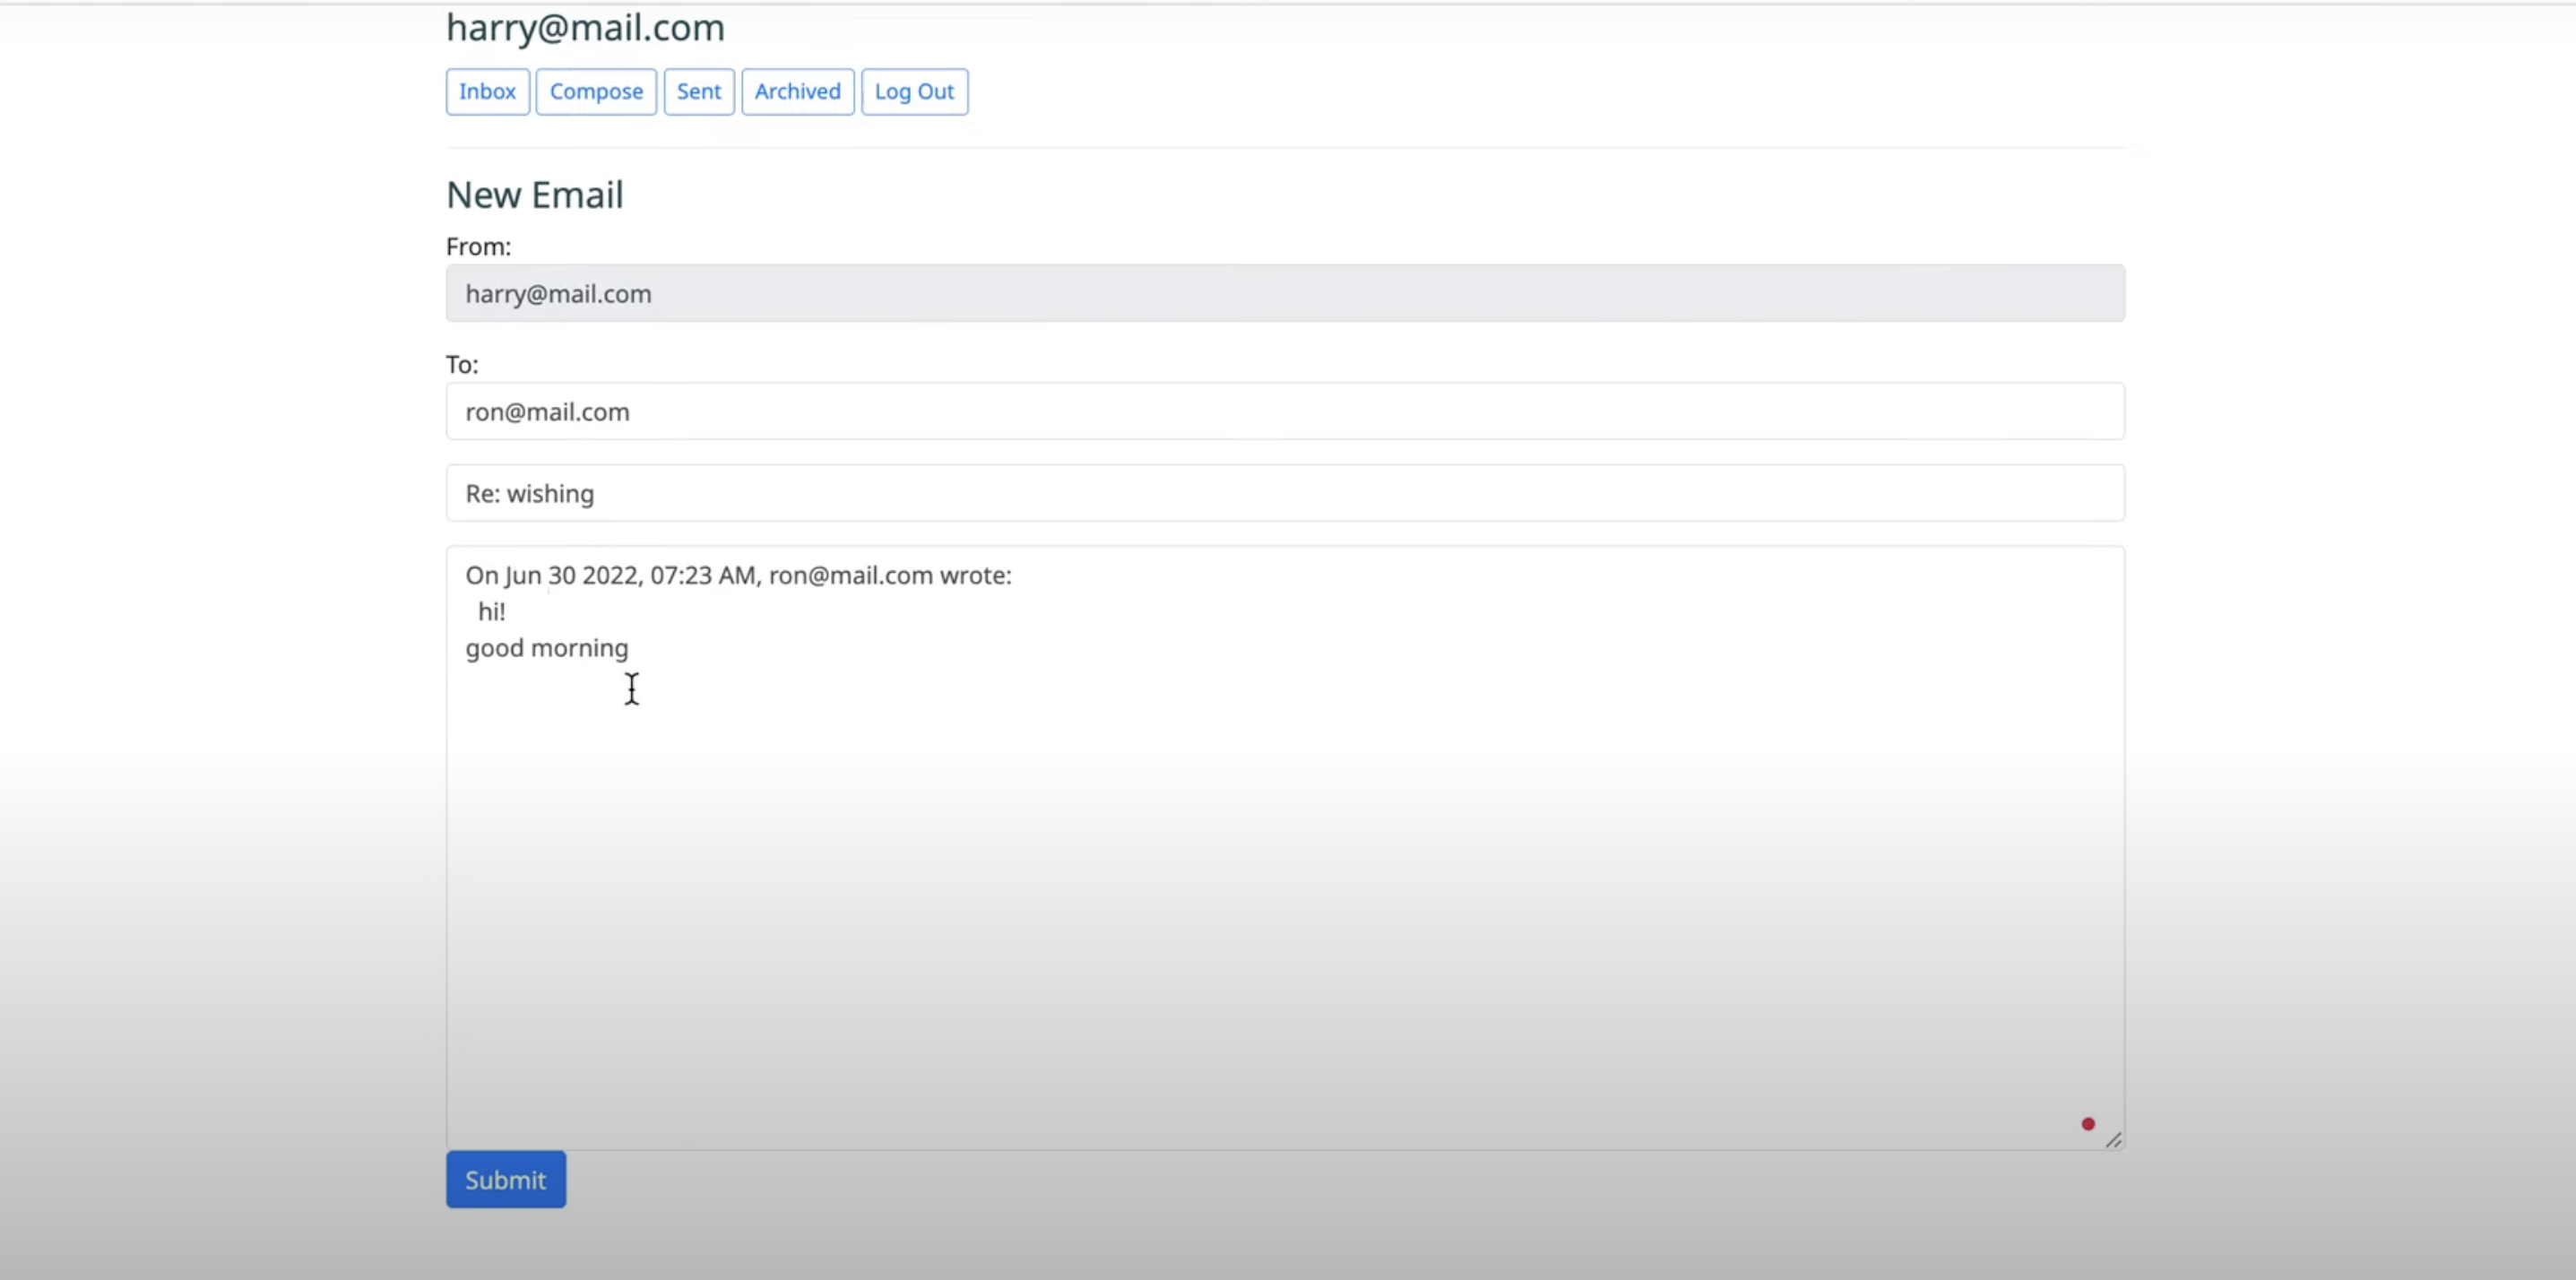 harry@mail.com
Inbox Compose Sent Archived Log Out
New Email
From:
harry@mail.com
To:
ron@mail.com
Re: wishing
On Jun 30 2022, 07:23 AM, ron@mail.com wrote:
hi!
good morning
Submit